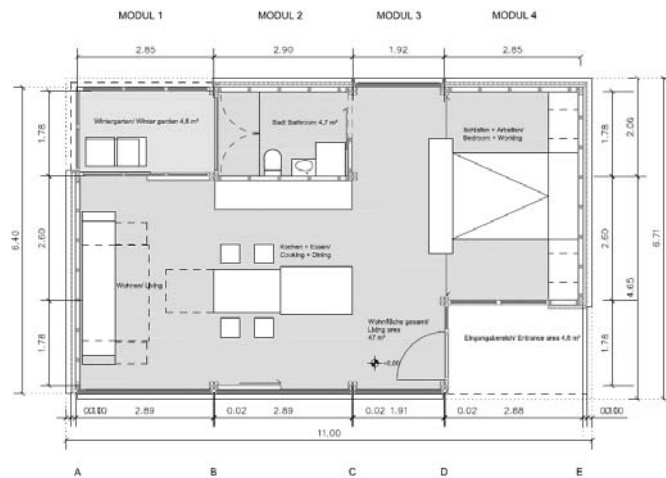 MODUL 1 MODUL 2 MODUL 3 MODUL 4
2.85 2.90 1.92 2.85
1.78
Wintergarten/ Winter garden 4,6 m²
Bad/ Bathroom 4,7 m²
Schlafen + Arbeiten/
Bedroom + Working
1.78
2.06
6.40
2.60
Wohnen/ Living
Kochen + Essen/
Cooking + Dining
2.60
6.71
4.65
1.78
Wohnfläche gesamt/
Living area
47 m²
Eingangsbereich/ Entrance area 4,6 m²
1.78
2.89 0.02 2.89 0.02 1.91 0.02 2.88
11.00
A B C D E